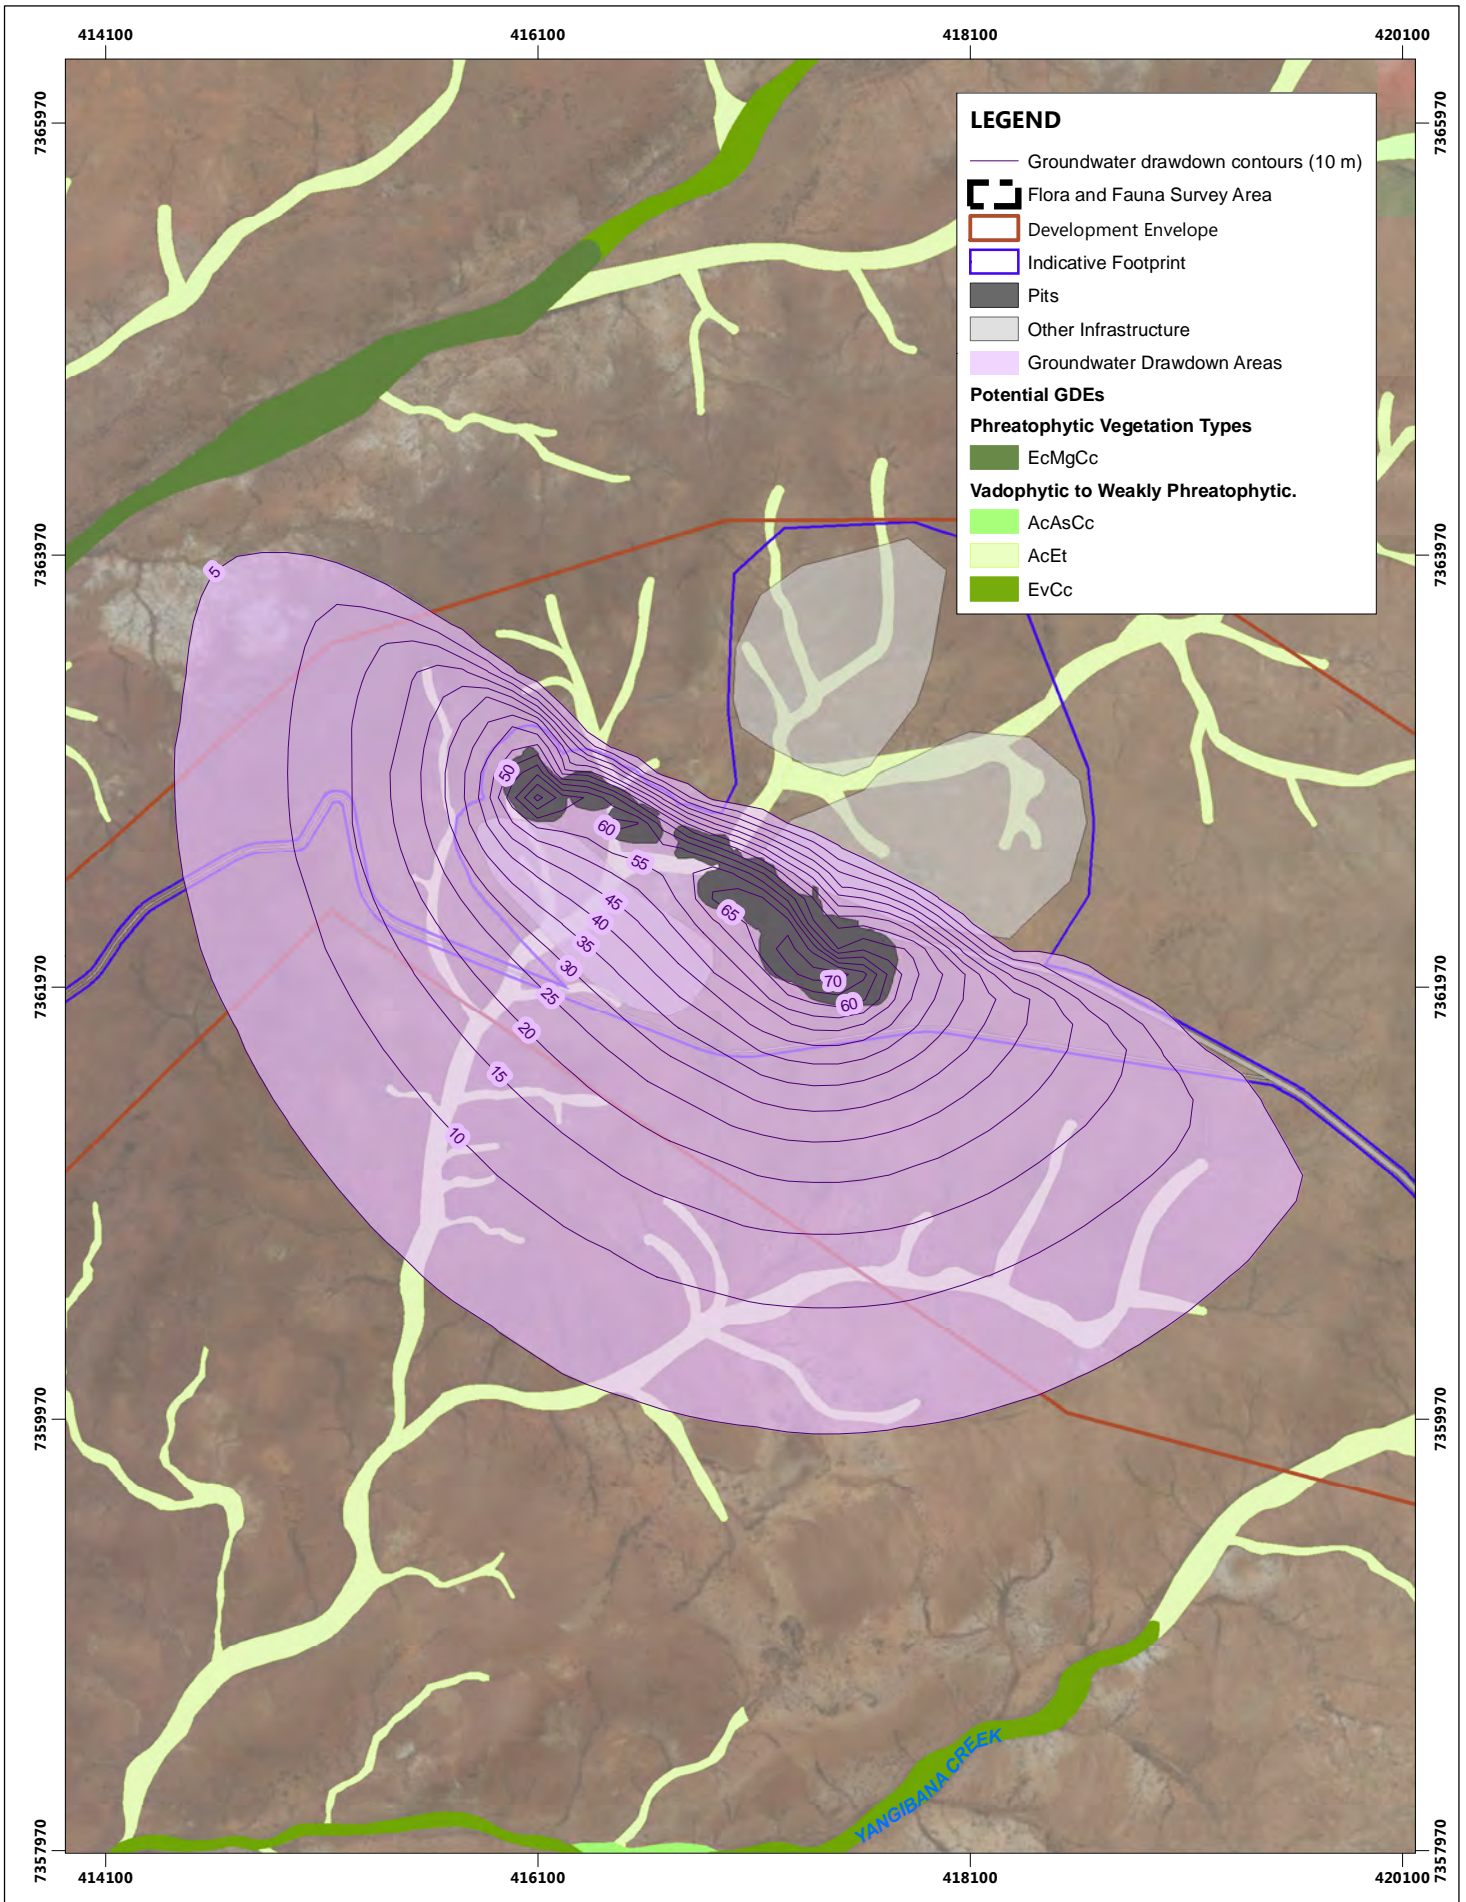 414100 416100 418100 420100
7365970 7365970
LEGEND
Groundwater drawdown contours (10 m)
Flora and Fauna Survey Area
Development Envelope
Indicative Footprint
Pits
Other Infrastructure
Groundwater Drawdown Areas
Potential GDEs
Phreatophytic Vegetation Types
EcMgCc
Vadophytic to Weakly Phreatophytic.
AcAsCc
AcEt
EvCc
7363970 7363970
5
50
60
55
45
65
40
35
30
70
25
60
7361970 7361970
20
15
10
7359970 7359970
YANGIBANA CREEK
7357970 7357970
414100 416100 418100 420100